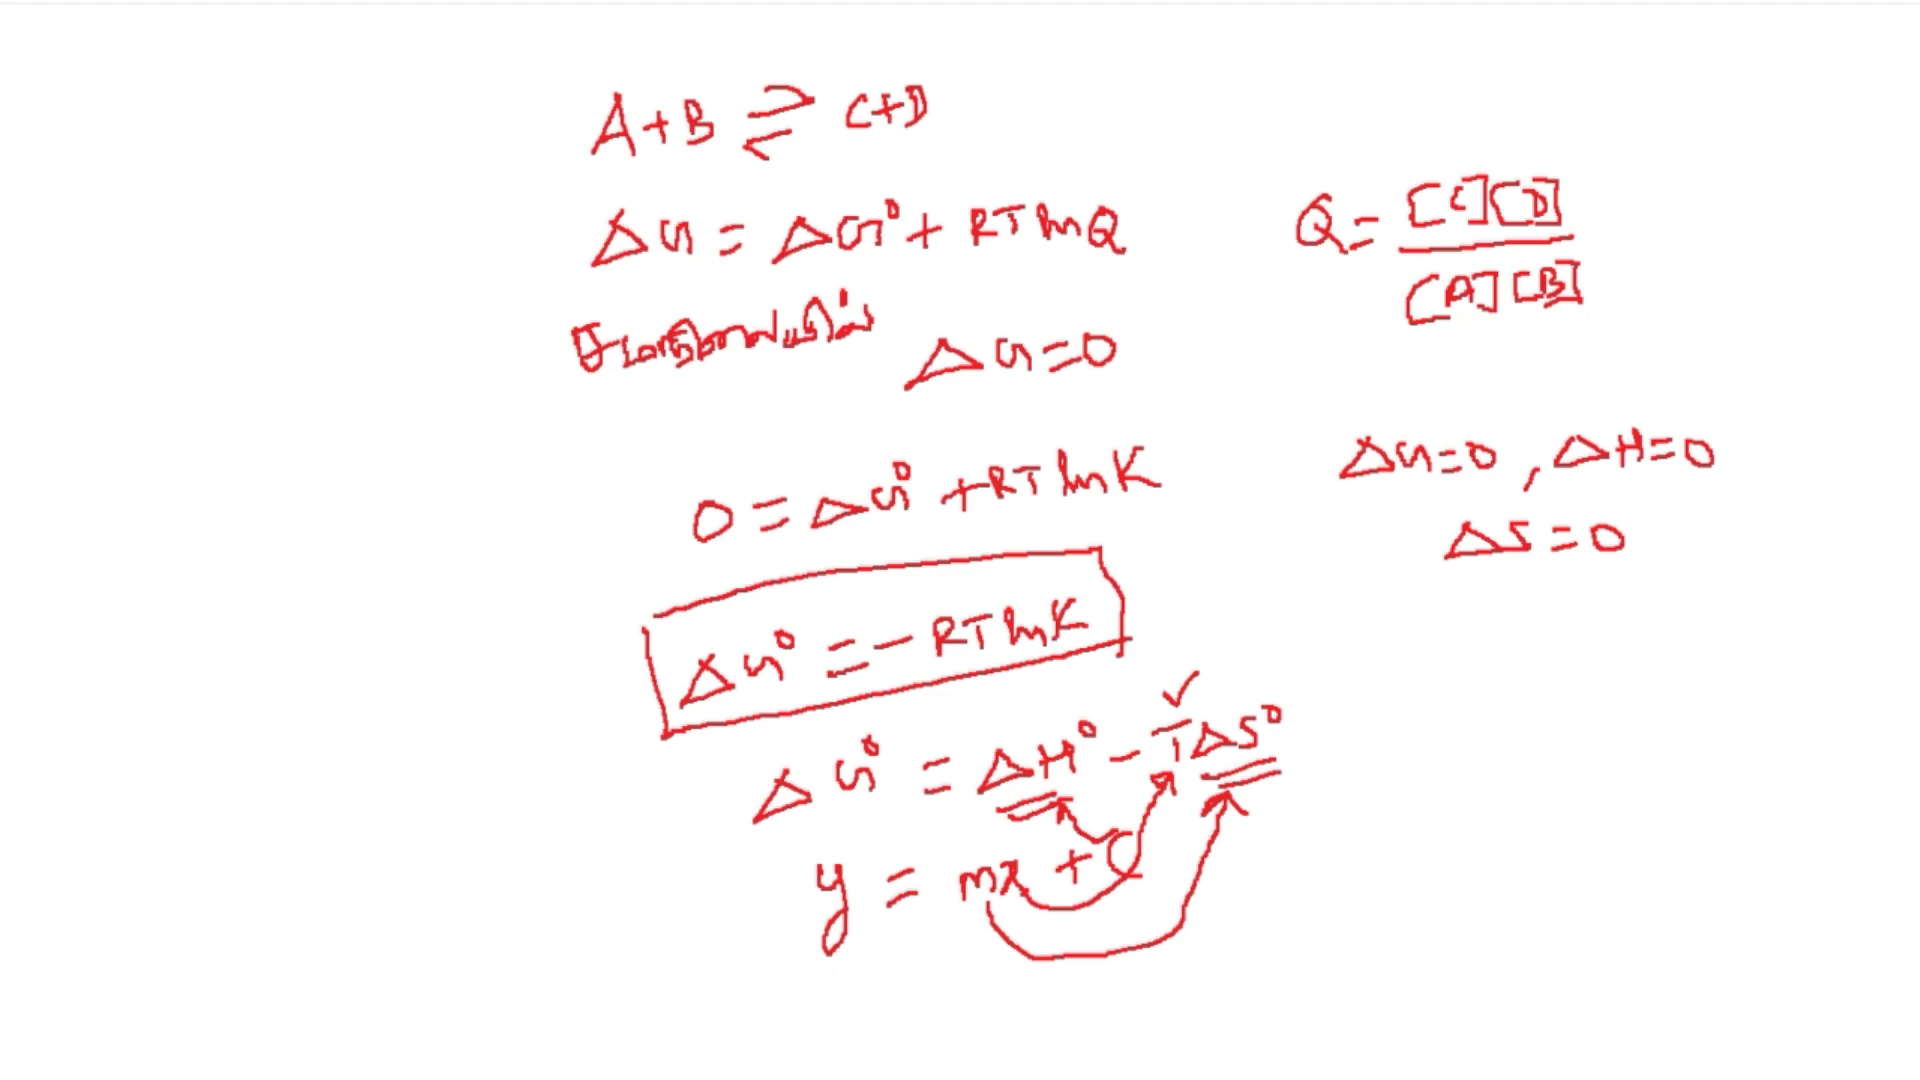 A+B ⇌ C+D
ΔG = ΔG° + RT ln Q
Q = [C][D] / [A][B]
ΔG=0
ΔG=0, ΔH=0
ΔS=0
0 = ΔG° + RT ln K
ΔG° = - RT ln K
ΔG° = ΔH° - TΔS°
y = mx + C